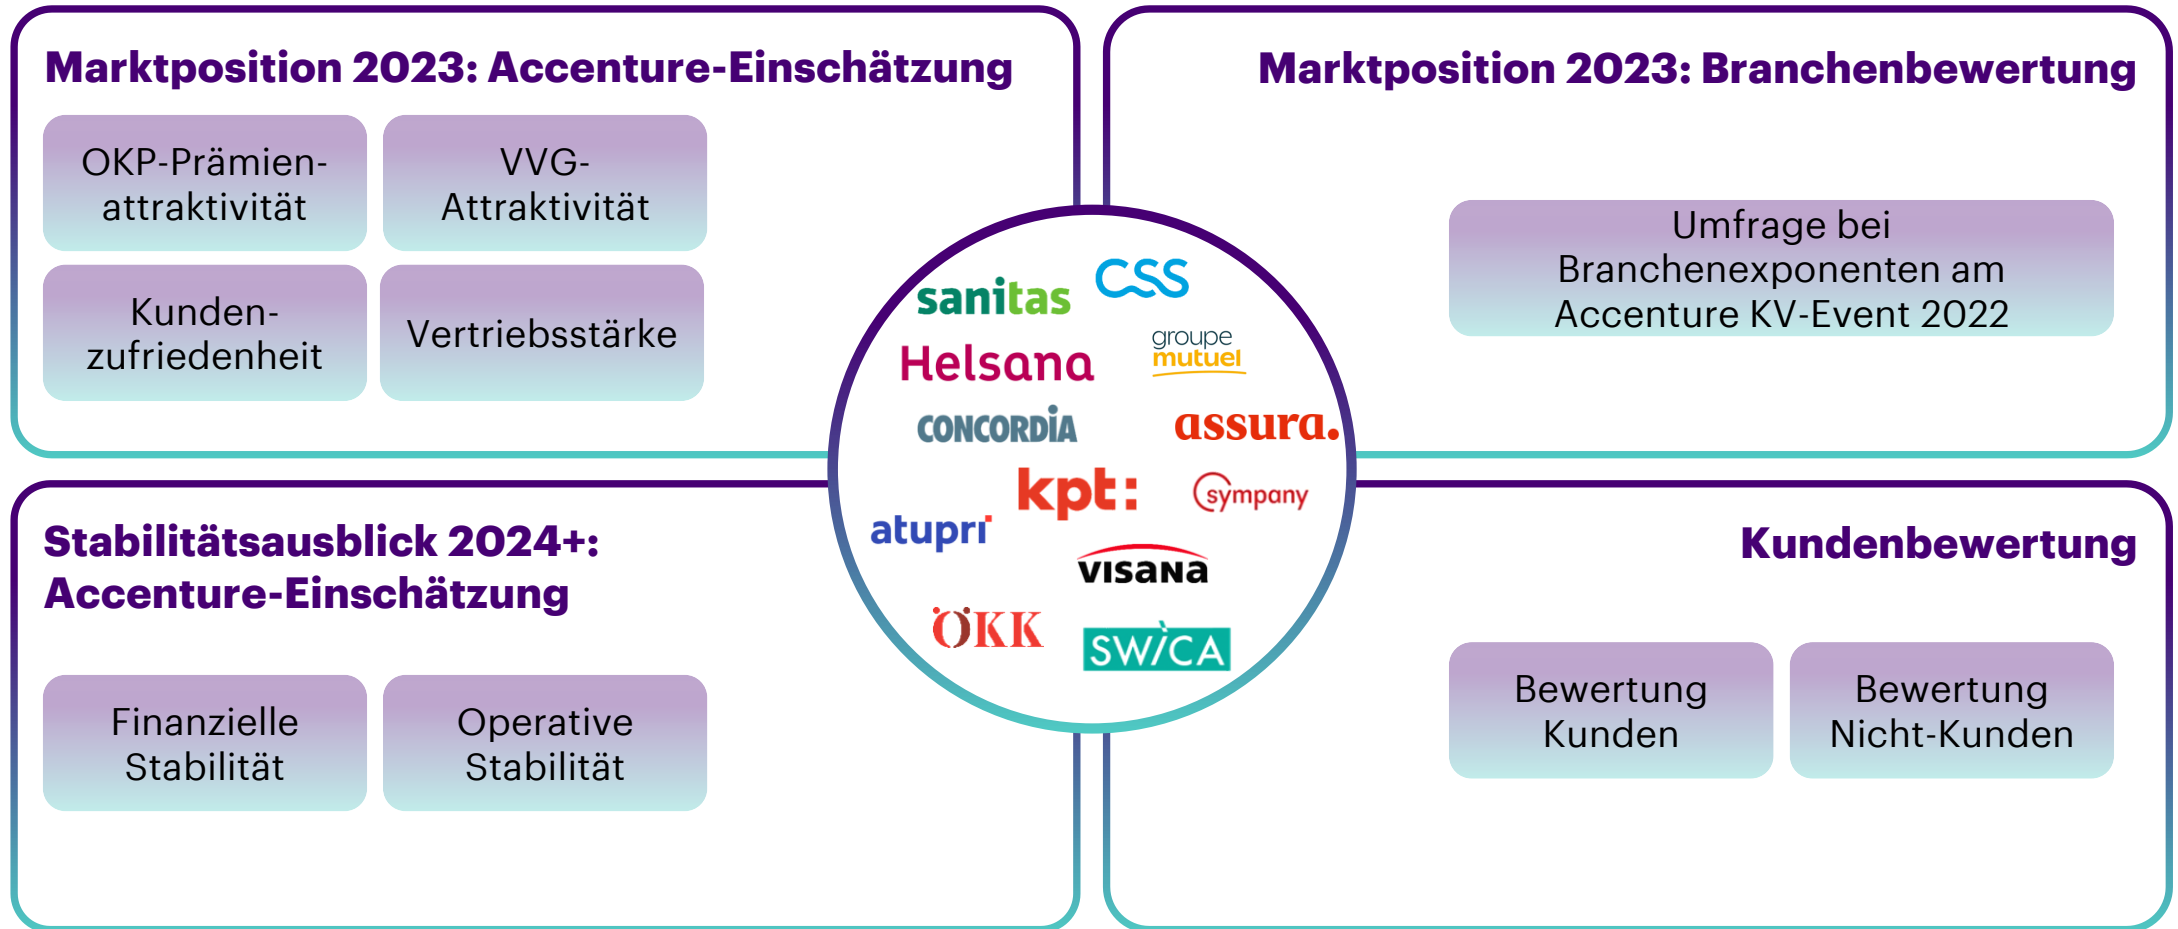 Marktposition 2023: Accenture-Einschätzung
OKP-Prämien-
attraktivität
VVG-
Attraktivität
Kunden-
zufriedenheit
Vertriebsstärke
Marktposition 2023: Branchenbewertung
Umfrage bei
Branchenexponenten am
Accenture KV-Event 2022
sanitas
CSS
Helsana
groupe
mutuel
CONCORDIA
assura.
kpt:
sympany
atupri
VISANA
ÖKK
SWICA
Stabilitätsausblick 2024+:
Accenture-Einschätzung
Finanzielle
Stabilität
Operative
Stabilität
Kundenbewertung
Bewertung
Kunden
Bewertung
Nicht-Kunden